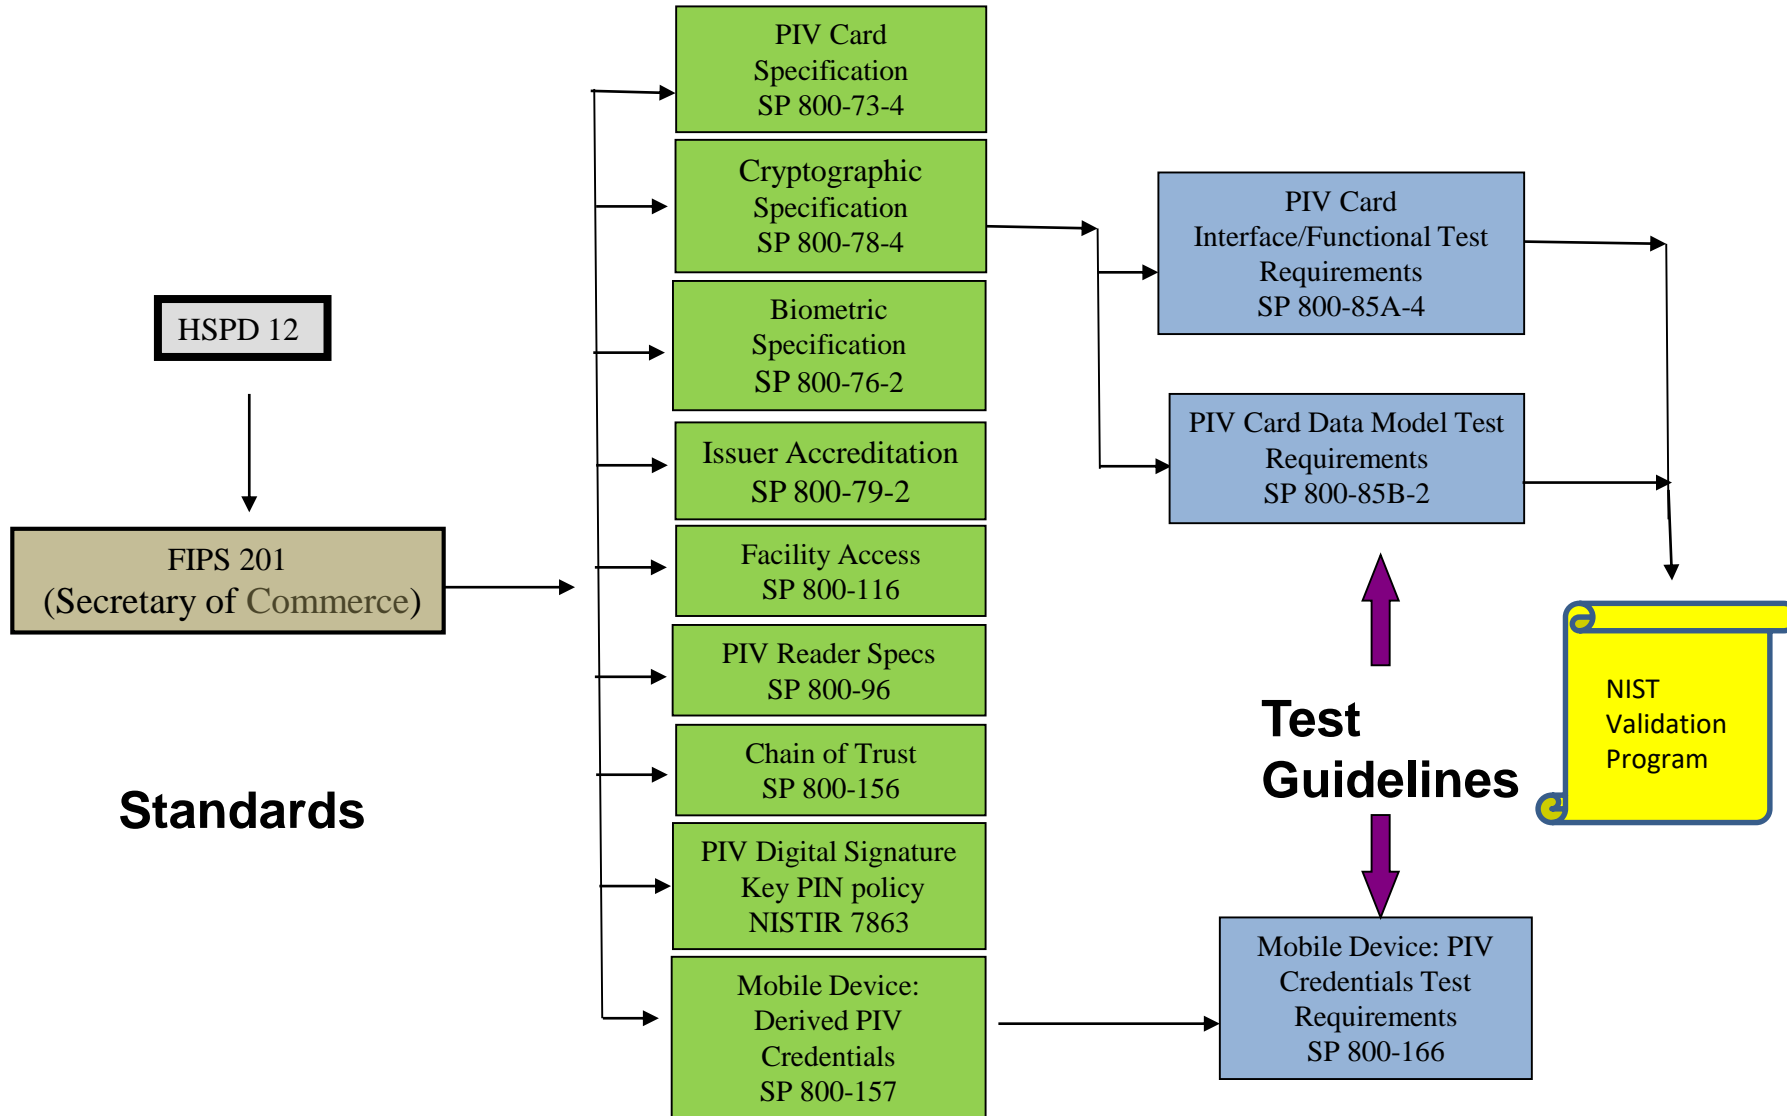 HSPD 12
FIPS 201
(Secretary of Commerce)
Standards
PIV Card
Specification
SP 800-73-4
Cryptographic
Specification
SP 800-78-4
Biometric
Specification
SP 800-76-2
Issuer Accreditation
SP 800-79-2
Facility Access
SP 800-116
PIV Reader Specs
SP 800-96
Chain of Trust
SP 800-156
PIV Digital Signature
Key PIN policy
NISTIR 7863
Mobile Device:
Derived PIV
Credentials
SP 800-157
PIV Card
Interface/Functional Test
Requirements
SP 800-85A-4
PIV Card Data Model Test
Requirements
SP 800-85B-2
Test
Guidelines
Mobile Device: PIV
Credentials Test
Requirements
SP 800-166
NIST
Validation
Program